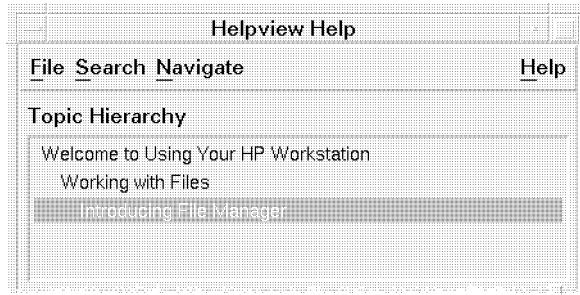 Helpview Help
File Search Navigate Help
Topic Hierarchy
Welcome to Using Your HP Workstation
Working with Files
Introducing File Manager